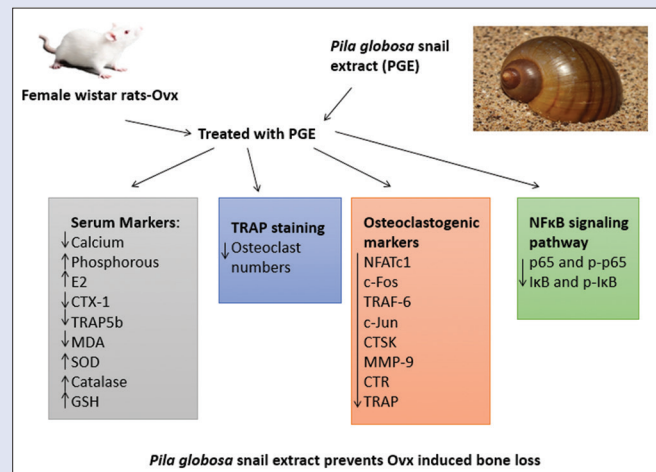 Female wistar rats-Ovx
Pila globosa snail
extract (PGE)
Treated with PGE
Serum Markers:
↓Calcium
↑Phosphorous
↑E2
↓CTX-1
↓TRAP5b
↓MDA
↑SOD
↑Catalase
↑GSH
TRAP staining
↓Osteoclast
numbers
Osteoclastogenic
markers
NFATc1
c-Fos
TRAF-6
c-Jun
CTSK
MMP-9
CTR
↓TRAP
NFκB signaling
pathway
p65 and p-p65
↓IκB and p-IκB
Pila globosa snail extract prevents Ovx induced bone loss